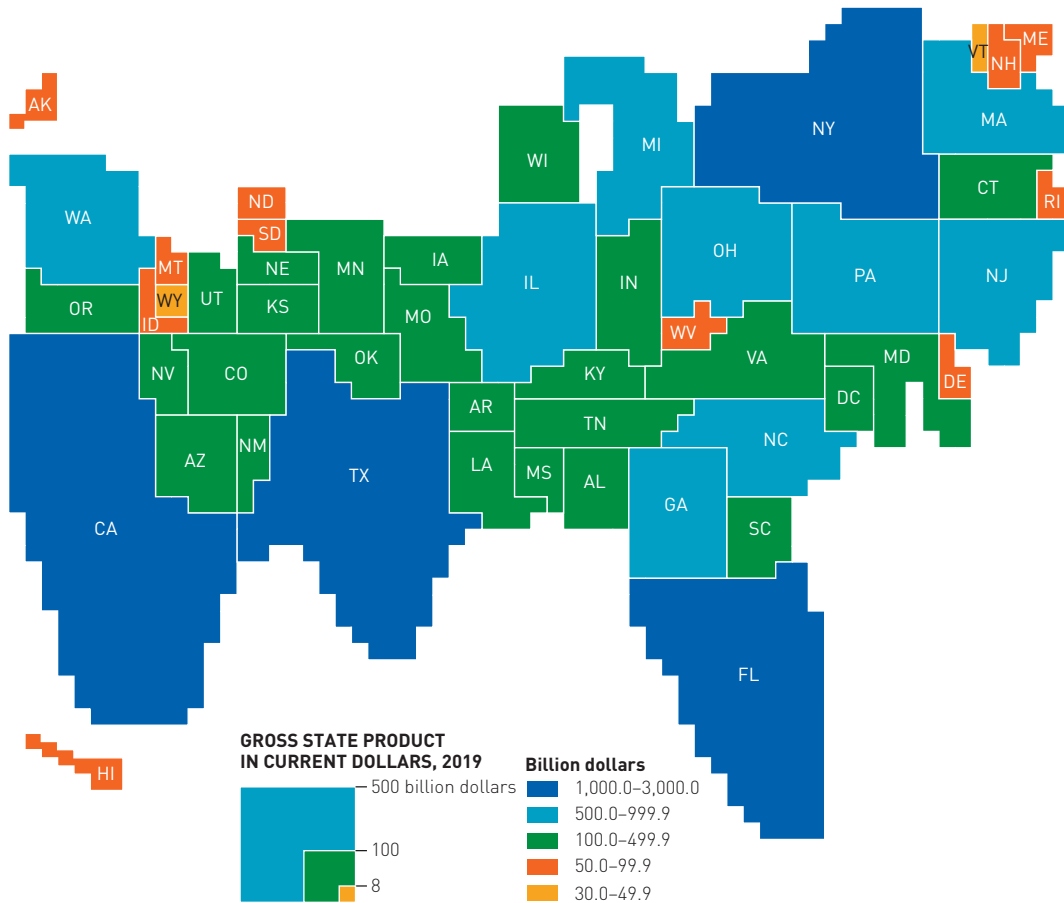 ME
VT
NH
AK
NY
MA
WI
MI
CT
ND
RI
WA
SD
OH
IA
MT
NE
MN
IL
IN
PA
NJ
WY
UT
KS
OR
MO
ID
WV
OK
VA
MD
NV
CO
KY
DE
AR
DC
TN
NM
NC
AZ
LA
MS
TX
AL
GA
CA
SC
FL
HI
GROSS STATE PRODUCT
IN CURRENT DOLLARS, 2019
500 billion dollars
100
8
Billion dollars
1,000.0–3,000.0
500.0–999.9
100.0–499.9
50.0–99.9
30.0–49.9